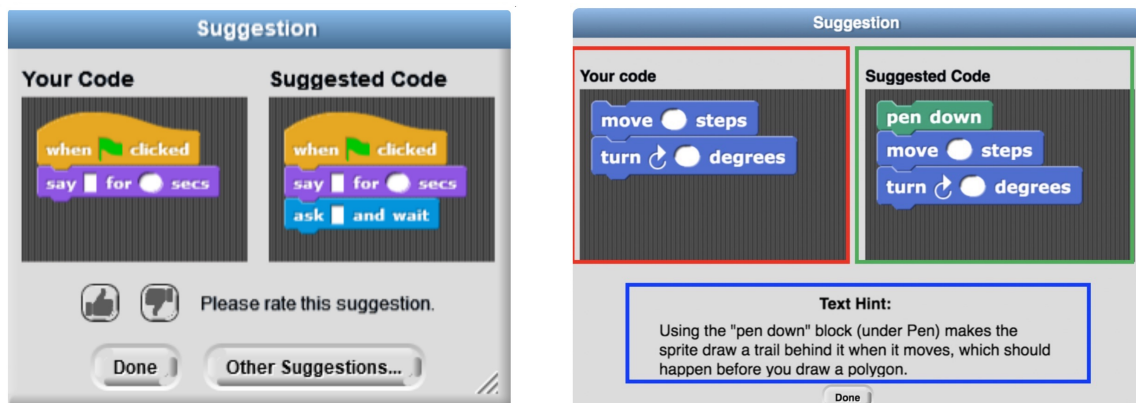 Suggestion
Your Code
when clicked
say for secs
Suggested Code
when clicked
say for secs
ask and wait
Please rate this suggestion.
Done
Other Suggestions...
Suggestion
Your code
move steps
turn degrees
Suggested Code
pen down
move steps
turn degrees
Text Hint:
Using the "pen down" block (under Pen) makes the
sprite draw a trail behind it when it moves, which should
happen before you draw a polygon.
Done